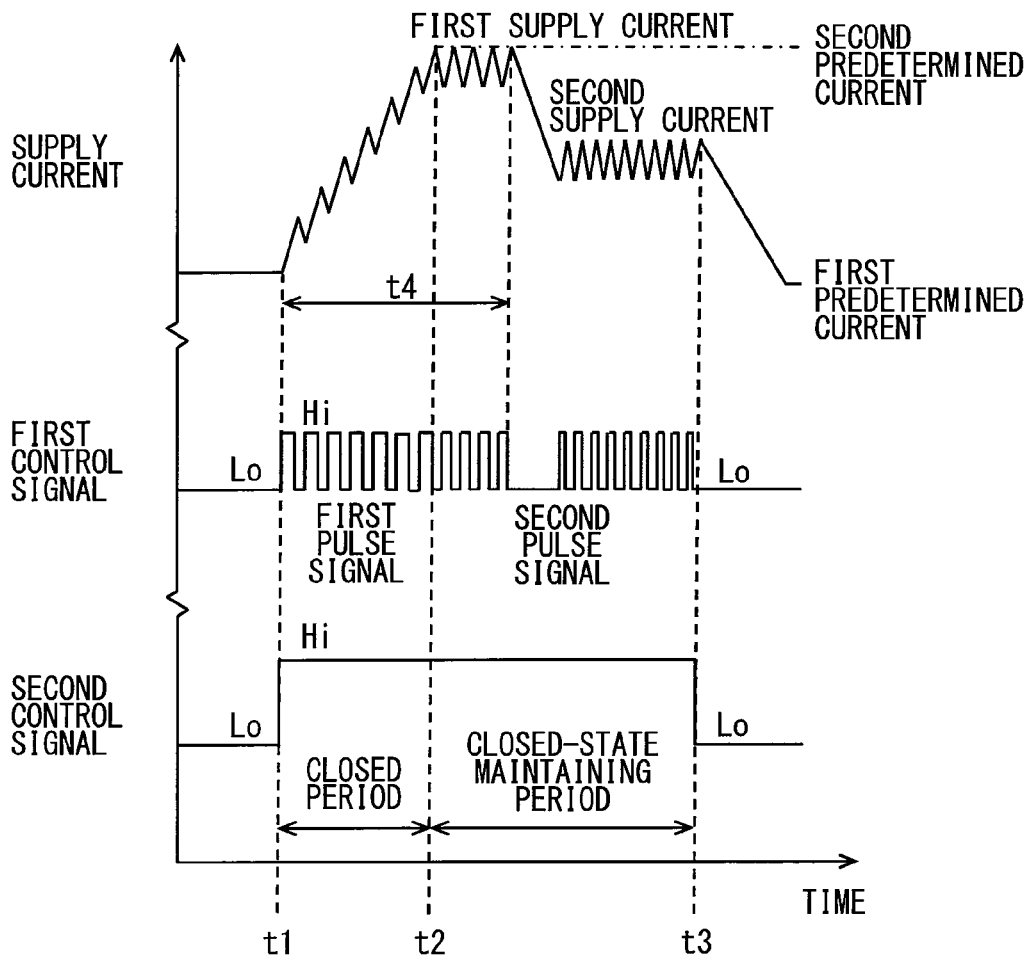 FIRST SUPPLY CURRENT
SECOND
PREDETERMINED
CURRENT
SECOND
SUPPLY CURRENT
SUPPLY
CURRENT
t4
FIRST
PREDETERMINED
CURRENT
Hi
FIRST
CONTROL
SIGNAL
Lo
Lo
FIRST
PULSE
SIGNAL
SECOND
PULSE
SIGNAL
Hi
SECOND
CONTROL
SIGNAL
Lo
Lo
CLOSED
PERIOD
CLOSED-STATE
MAINTAINING
PERIOD
TIME
t1
t2
t3